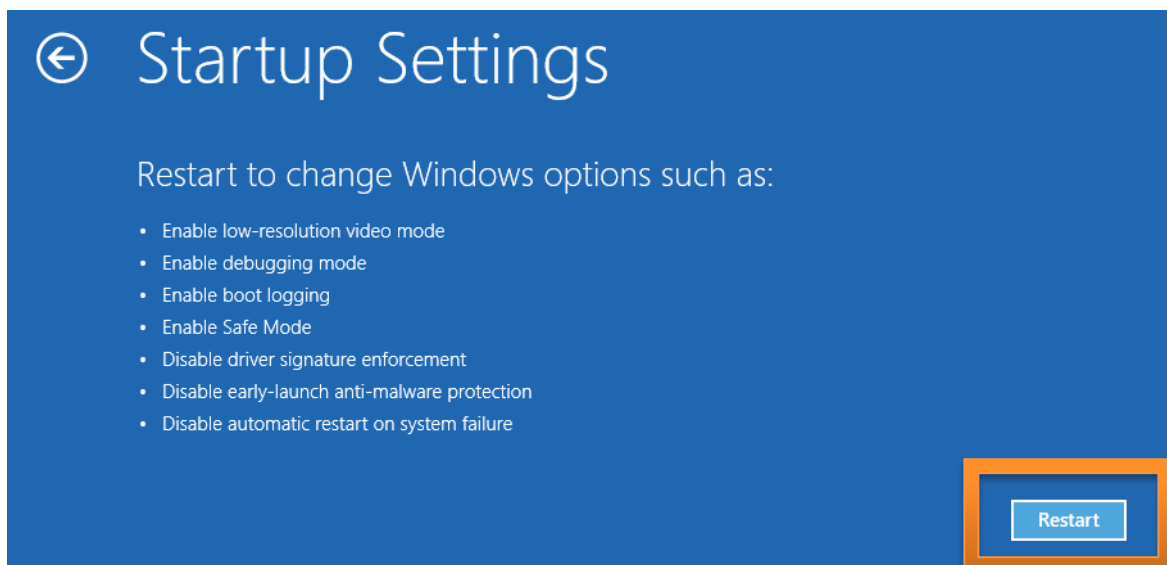 Startup Settings
Restart to change Windows options such as:
• Enable low-resolution video mode
• Enable debugging mode
• Enable boot logging
• Enable Safe Mode
• Disable driver signature enforcement
• Disable early-launch anti-malware protection
• Disable automatic restart on system failure
Restart